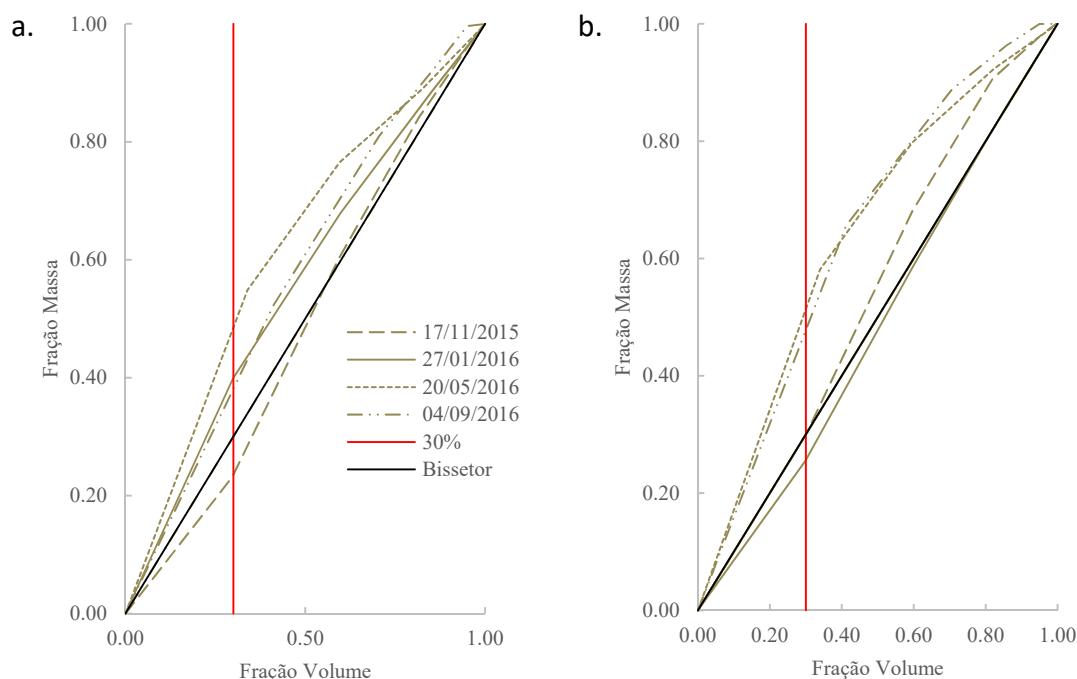 a.
1.00
0.80
0.60
0.40
0.20
0.00
Fração Massa
17/11/2015
27/01/2016
20/05/2016
04/09/2016
30%
Bissetor
0.00 0.50 1.00
Fração Volume
b.
1.00
0.80
0.60
0.40
0.20
0.00
Fração Massa
0.00 0.20 0.40 0.60 0.80 1.00
Fração Volume